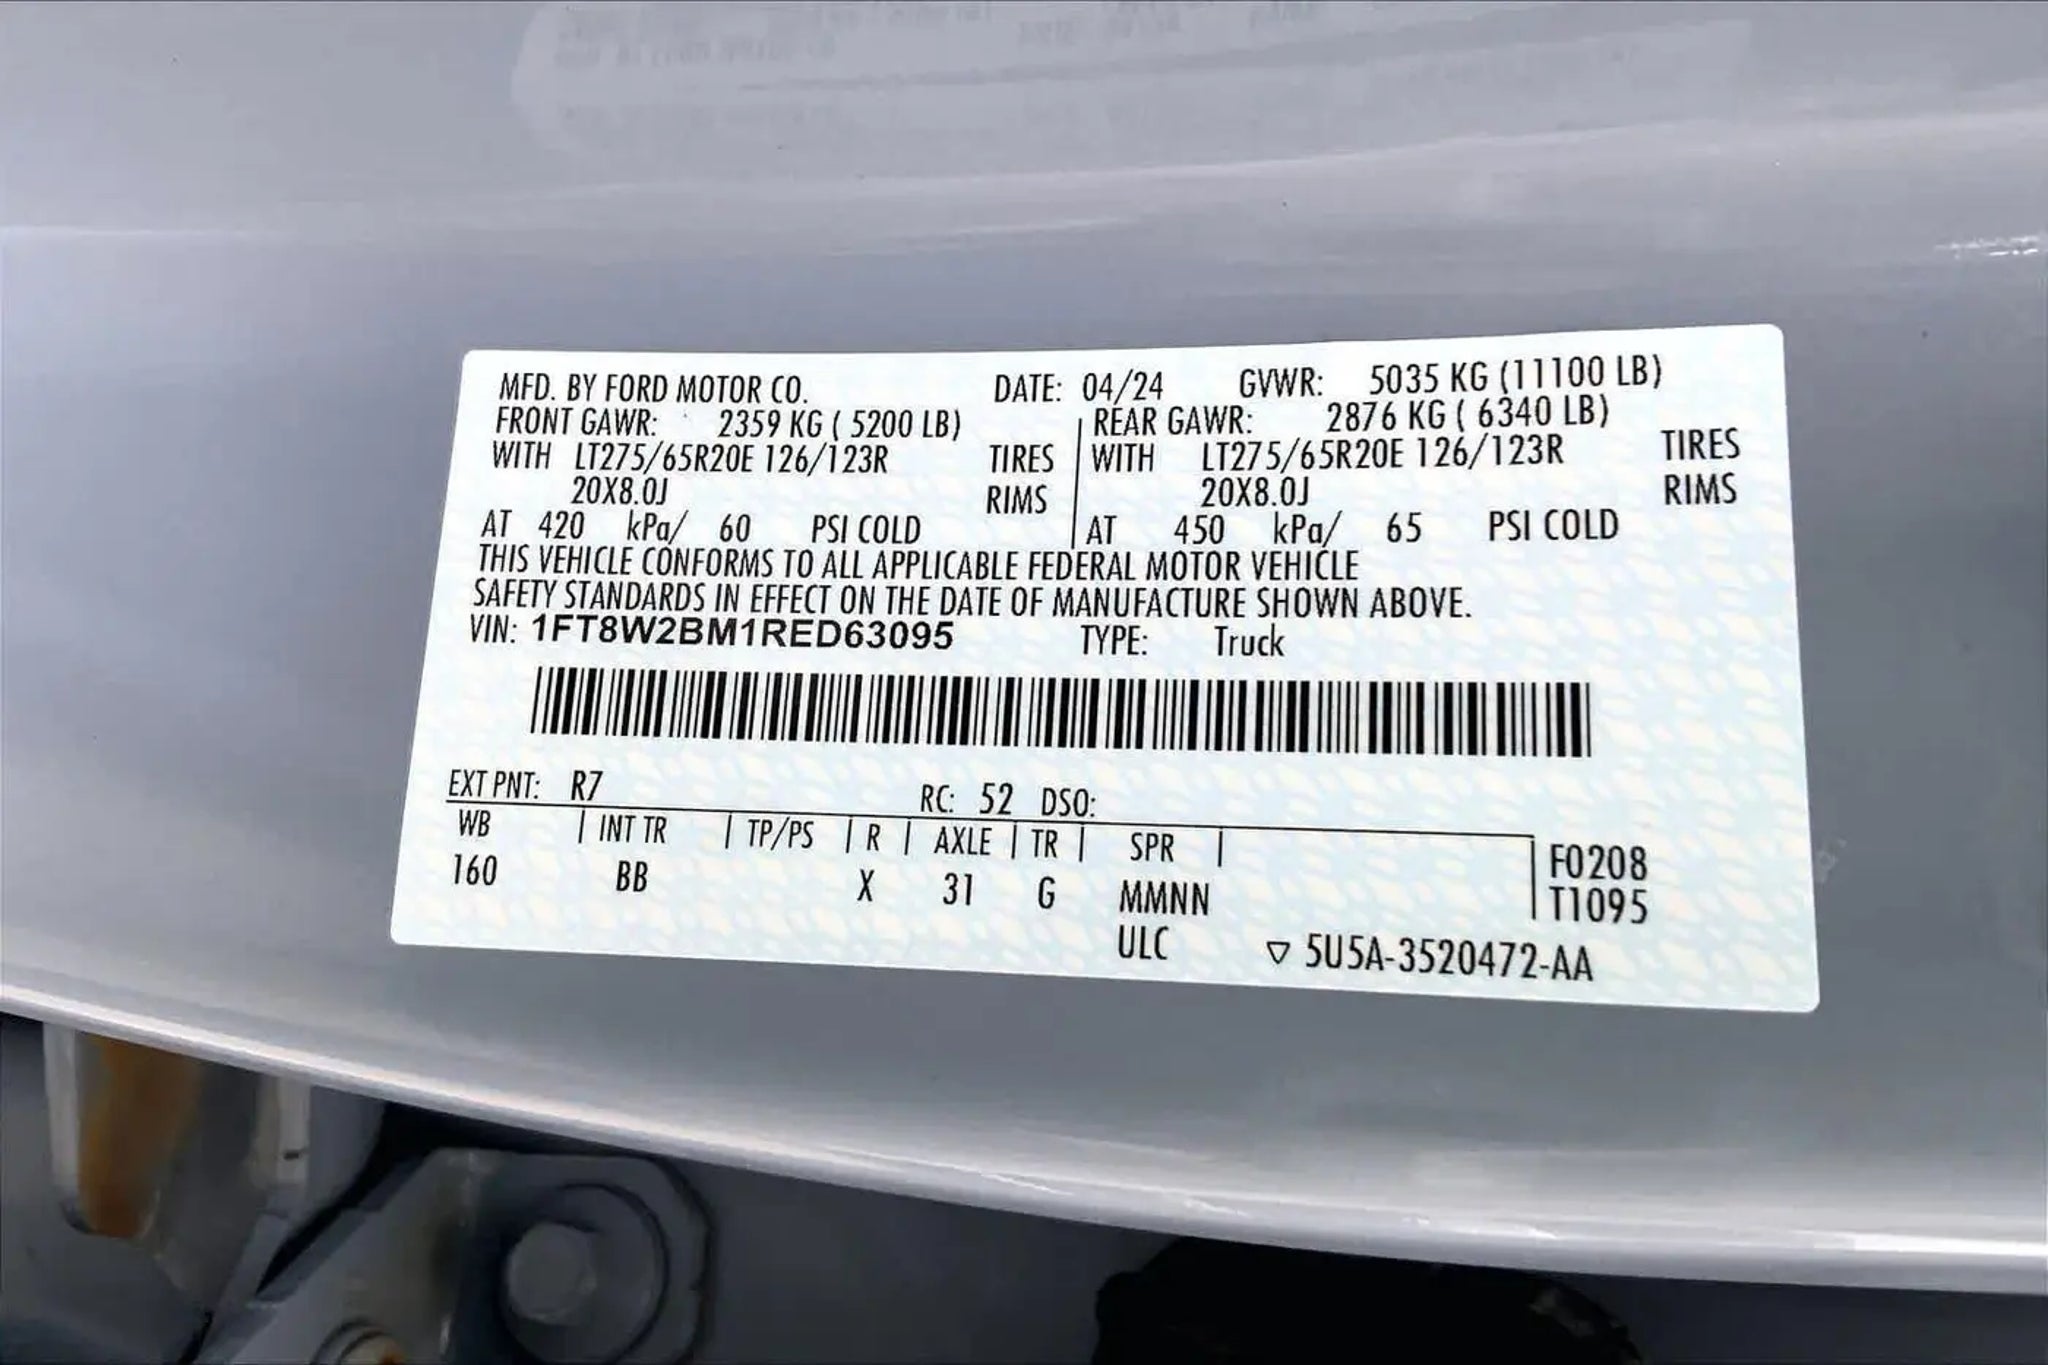 MFD. BY FORD MOTOR CO. DATE: 04/24 GVWR: 5035 KG (11100 LB)
FRONT GAWR: 2359 KG ( 5200 LB) REAR GAWR: 2876 KG ( 6340 LB)
WITH LT275/65R20E 126/123R TIRES WITH LT275/65R20E 126/123R TIRES
20X8.0J RIMS 20X8.0J RIMS
AT 420 kPa/ 60 PSI COLD AT 450 kPa/ 65 PSI COLD
THIS VEHICLE CONFORMS TO ALL APPLICABLE FEDERAL MOTOR VEHICLE
SAFETY STANDARDS IN EFFECT ON THE DATE OF MANUFACTURE SHOWN ABOVE.
VIN: 1FT8W2BM1RED63095 TYPE: Truck
EXT PNT: R7 RC: 52 DSO:
WB | INT TR | TP/PS | R | AXLE | TR | SPR | F0208
160 BB X 31 G MMNN T1095
ULC ▽ 5U5A-3520472-AA